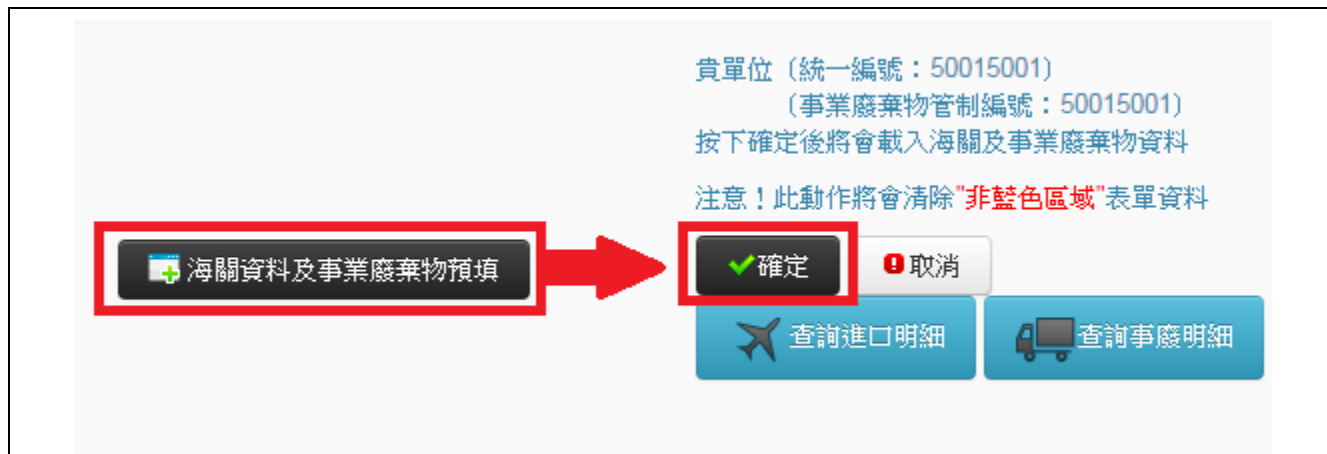 貴單位（統一編號：50015001）
（事業廢棄物管制編號：50015001）
按下確定後將會載入海關及事業廢棄物資料
注意！此動作將會清除"非藍色區域"表單資料
海關資料及事業廢棄物預填
確定
取消
查詢進口明細
查詢事廢明細